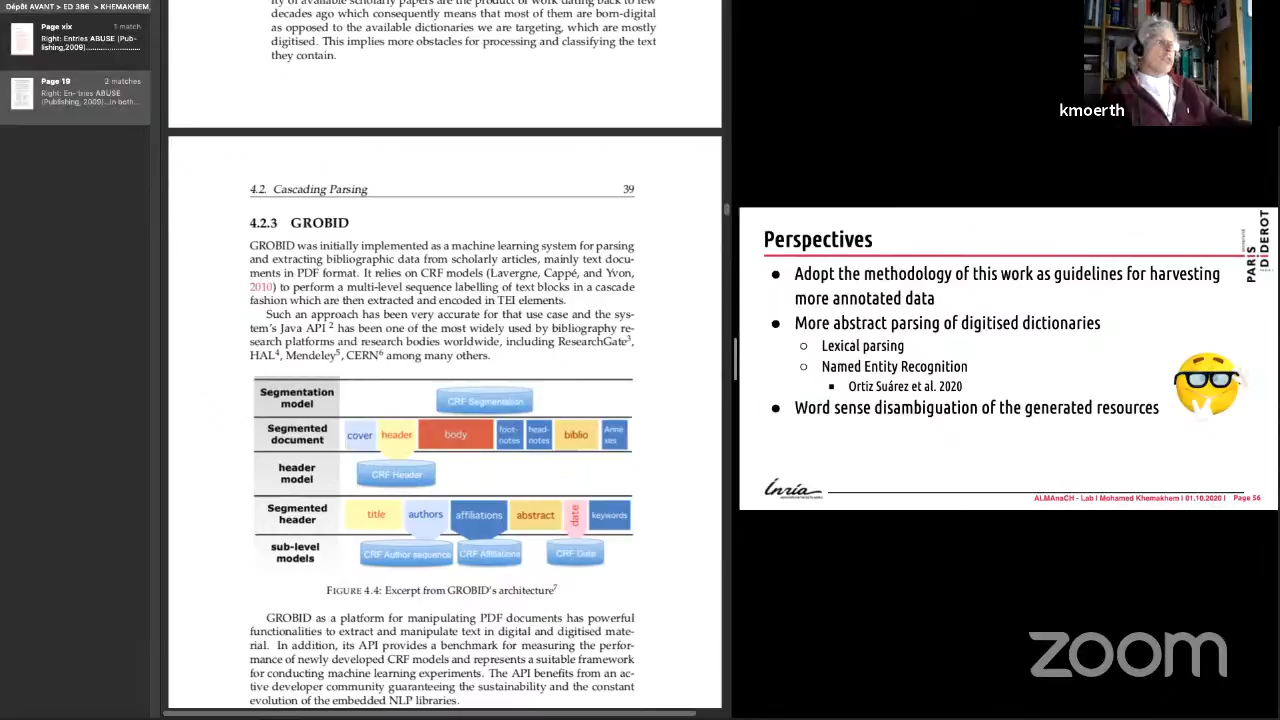 Dépôt AVANT > ED 386 > KHEMAKHEM
Page xix 1 match
Right: Entries ABUSE (Pub-
lishing,2009)
Page 19 2 matches
Right: En- tries ABUSE
(Publishing, 2009)...in both...
ity of available scholarly papers are the product of work dating back to few
decades ago which consequently means that most of them are born-digital
as opposed to the available dictionaries we are targeting, which are mostly
digitised. This implies more obstacles for processing and classifying the text
they contain.
4.2. Cascading Parsing 39
4.2.3 GROBID
GROBID was initially implemented as a machine learning system for parsing
and extracting bibliographic data from scholarly articles, mainly text docu-
ments in PDF format. It relies on CRF models (Lavergne, Cappé, and Yvon,
2010) to perform a multi-level sequence labelling of text blocks in a cascade
fashion which are then extracted and encoded in TEI elements.
Such an approach has been very accurate for that use case and the sys-
tem's Java API 2 has been one of the most widely used by bibliography re-
search platforms and research bodies worldwide, including ResearchGate3,
HAL4, Mendeley5, CERN6 among many others.
Segmentation
model
CRF Segmentation
Segmented
document
cover
header
body
foot-
notes
head-
notes
biblio
Anne
xes
header
model
CRF Header
Segmented
header
title
authors
affiliations
abstract
date
keywords
sub-level
models
CRF Author sequence
CRF Affiliations
CRF Date
FIGURE 4.4: Excerpt from GROBID's architecture7
GROBID as a platform for manipulating PDF documents has powerful
functionalities to extract and manipulate text in digital and digitised mate-
rial. In addition, its API provides a benchmark for measuring the perfor-
mance of newly developed CRF models and represents a suitable framework
for conducting machine learning experiments. The API benefits from an ac-
tive developer community guaranteeing the sustainability and the constant
evolution of the embedded NLP libraries.
kmoerth
Perspectives
PARIS
DIDEROT
● Adopt the methodology of this work as guidelines for harvesting
more annotated data
● More abstract parsing of digitised dictionaries
○ Lexical parsing
○ Named Entity Recognition
■ Ortiz Suárez et al. 2020
● Word sense disambiguation of the generated resources
Inria
ALMAnaCH - Lab I Mohamed Khemakhem I 01.10.2020 I Page 56
zoom